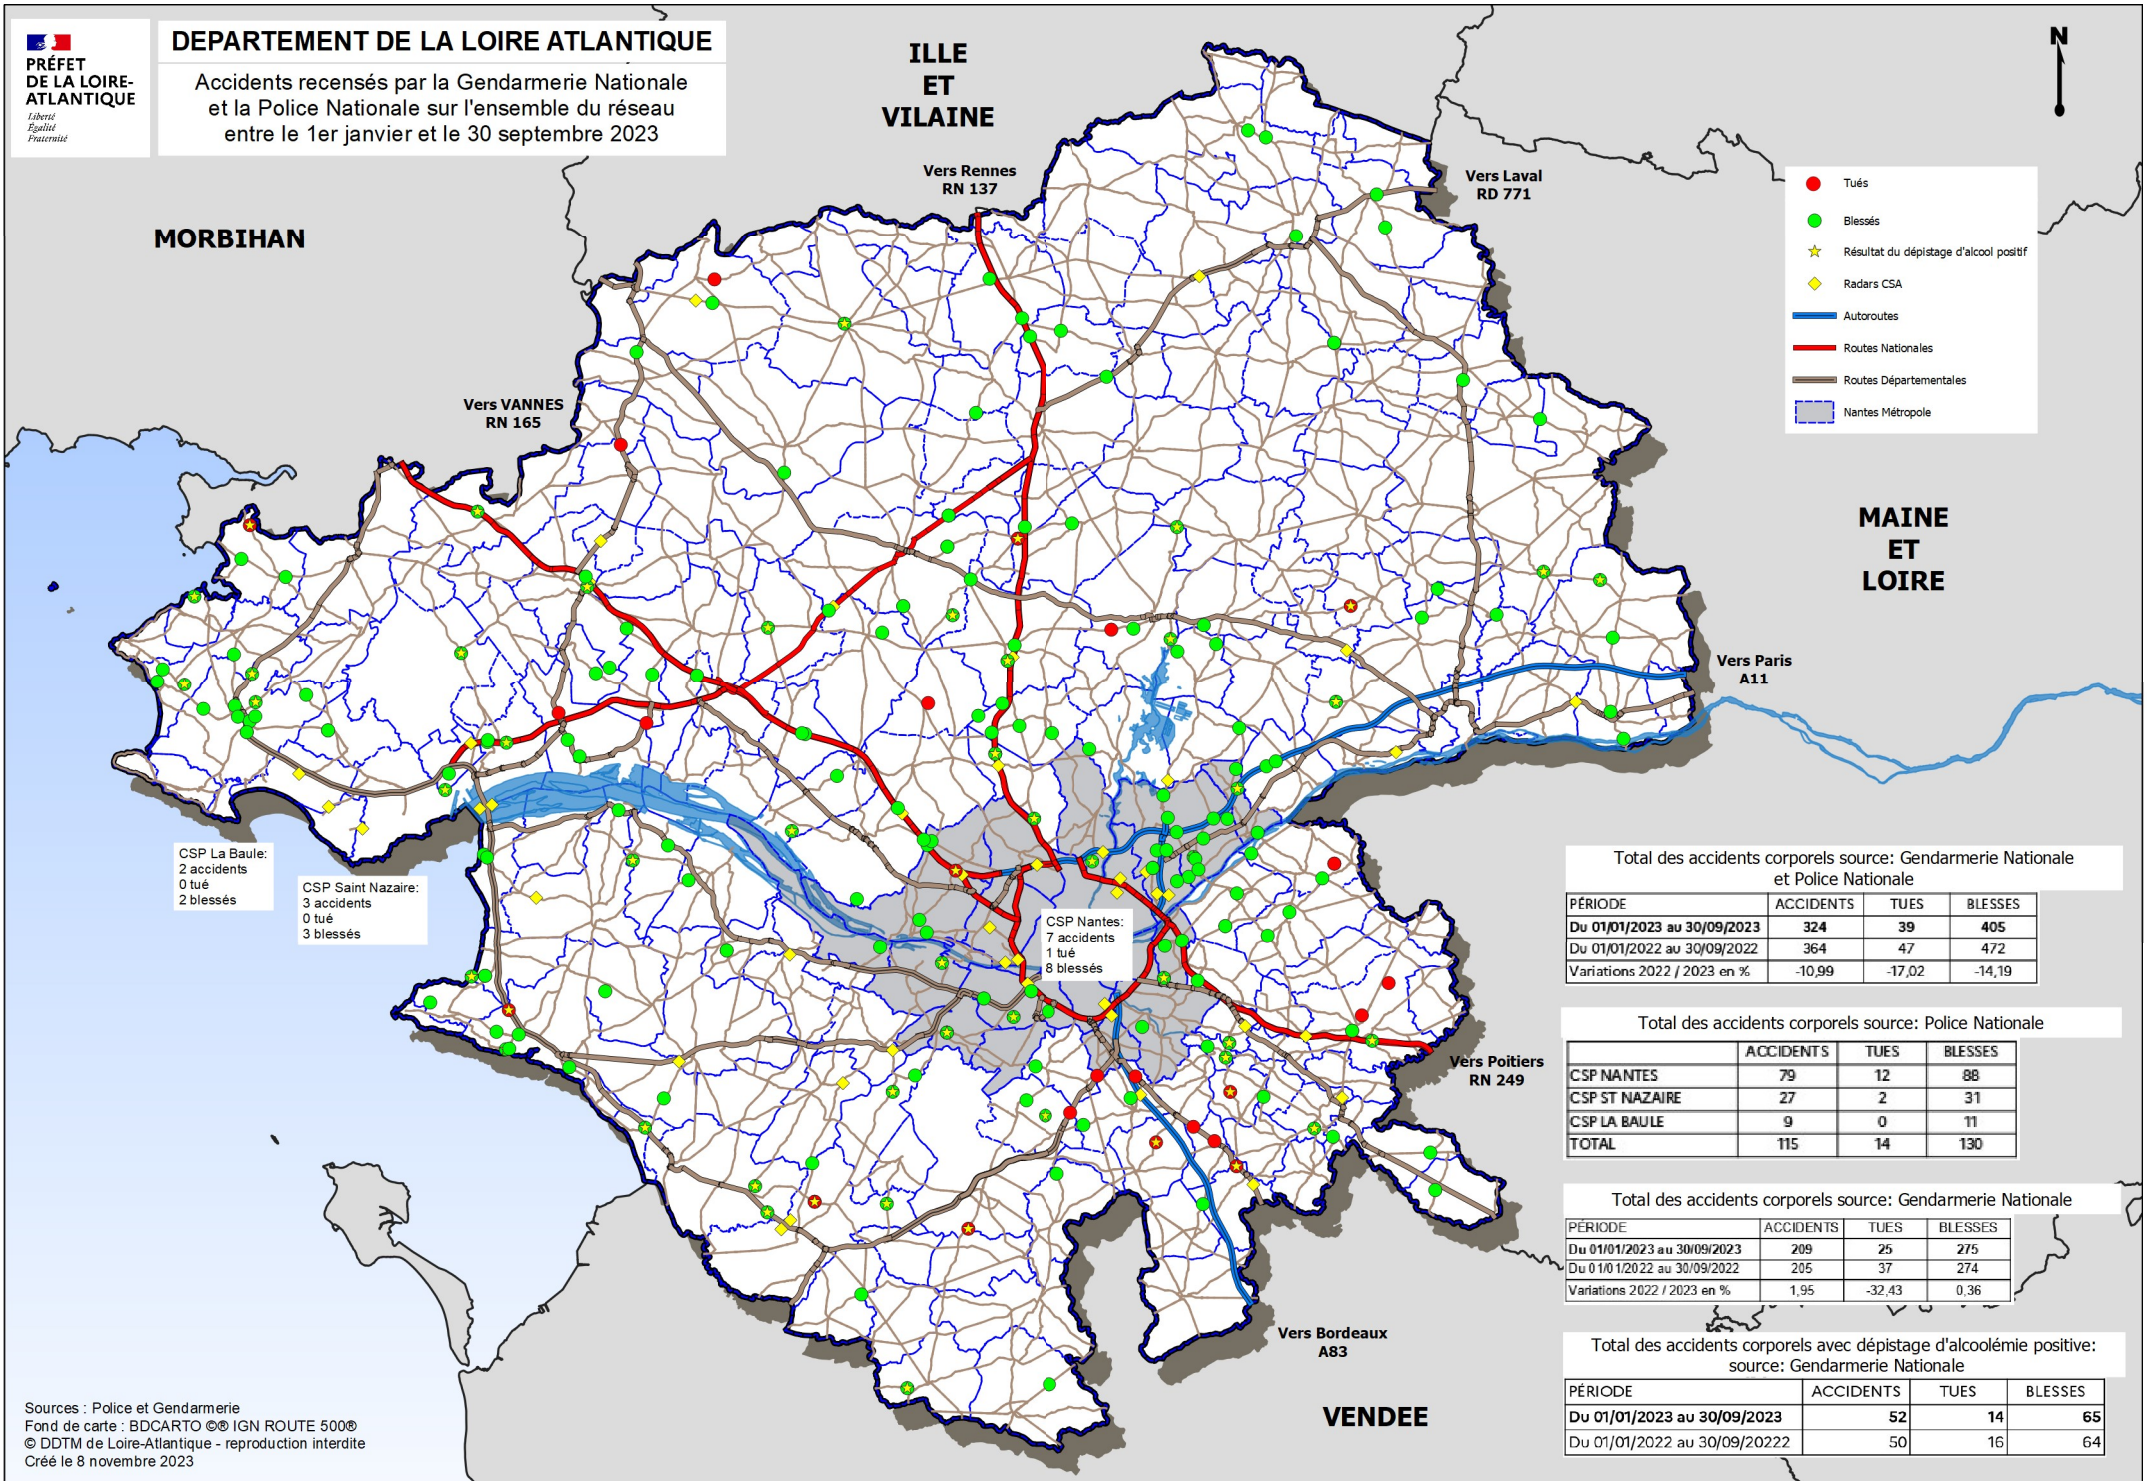 PRÉFET
DE LA LOIRE-
ATLANTIQUE
Liberté
Égalité
Fraternité
DEPARTEMENT DE LA LOIRE ATLANTIQUE
Accidents recensés par la Gendarmerie Nationale
et la Police Nationale sur l'ensemble du réseau
entre le 1er janvier et le 30 septembre 2023
ILLE
ET
VILAINE
N
Vers Rennes
RN 137
Vers Laval
RD 771
MORBIHAN
Tués
Blessés
Résultat du dépistage d'alcool positif
Radars CSA
Autoroutes
Routes Nationales
Routes Départementales
Nantes Métropole
Vers VANNES
RN 165
MAINE
ET
LOIRE
Vers Paris
A11
CSP La Baule:
2 accidents
0 tué
2 blessés
CSP Saint Nazaire:
3 accidents
0 tué
3 blessés
CSP Nantes:
7 accidents
1 tué
8 blessés
Total des accidents corporels source: Gendarmerie Nationale
et Police Nationale
PÉRIODE ACCIDENTS TUES BLESSES
Du 01/01/2023 au 30/09/2023 324 39 405
Du 01/01/2022 au 30/09/2022 364 47 472
Variations 2022 / 2023 en % -10,99 -17,02 -14,19
Total des accidents corporels source: Police Nationale
ACCIDENTS TUES BLESSES
CSP NANTES 79 12 88
CSP ST NAZAIRE 27 2 31
CSP LA BAULE 9 0 11
TOTAL 115 14 130
Vers Poitiers
RN 249
Total des accidents corporels source: Gendarmerie Nationale
PÉRIODE ACCIDENTS TUES BLESSES
Du 01/01/2023 au 30/09/2023 209 25 275
Du 01/01/2022 au 30/09/2022 205 37 274
Variations 2022 / 2023 en % 1,95 -32,43 0,36
Vers Bordeaux
A83
Total des accidents corporels avec dépistage d'alcoolémie positive:
source: Gendarmerie Nationale
PÉRIODE ACCIDENTS TUES BLESSES
Du 01/01/2023 au 30/09/2023 52 14 65
Du 01/01/2022 au 30/09/20222 50 16 64
VENDEE
Sources : Police et Gendarmerie
Fond de carte : BDCARTO ©® IGN ROUTE 500®
© DDTM de Loire-Atlantique - reproduction interdite
Créé le 8 novembre 2023